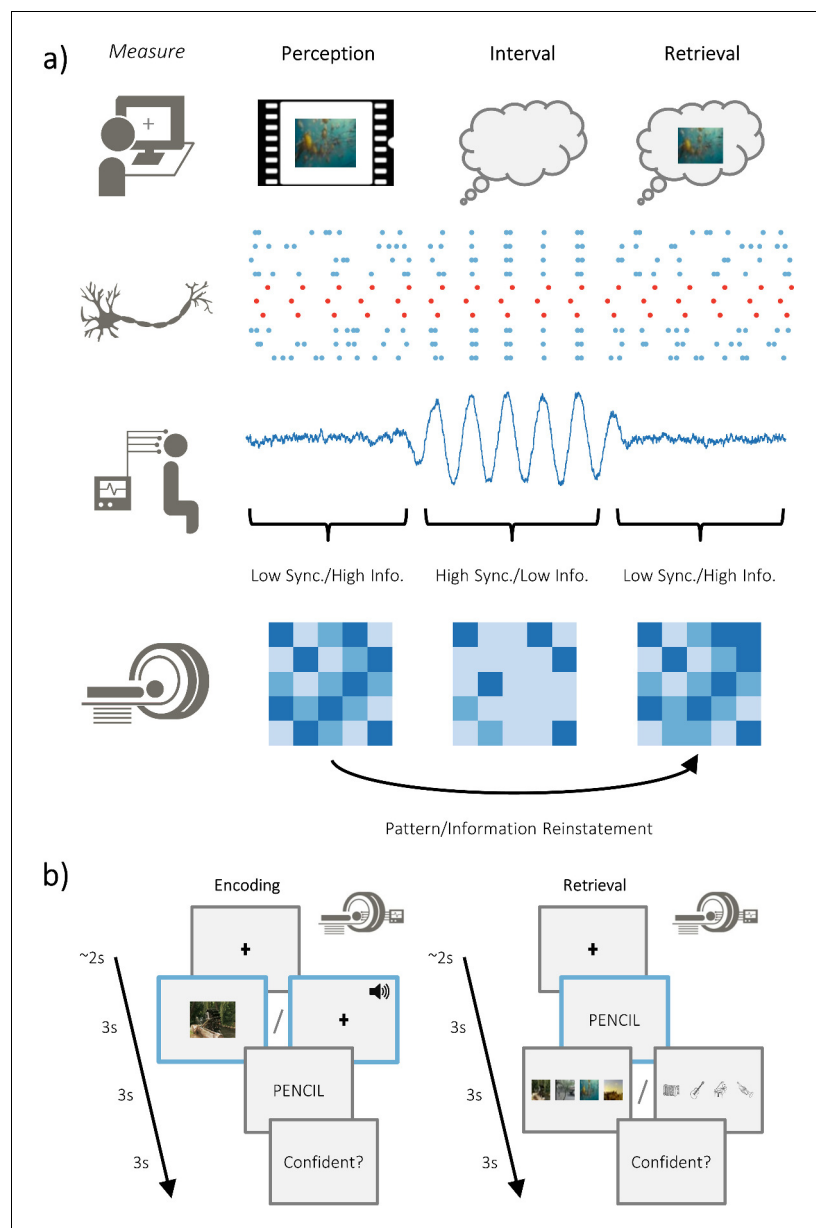 a)
Measure Perception Interval Retrieval
Low Sync./High Info. High Sync./Low Info. Low Sync./High Info.
Pattern/Information Reinstatement
b)
Encoding Retrieval
~2s ~2s
3s / 3s PENCIL
3s PENCIL 3s /
3s Confident? 3s Confident?